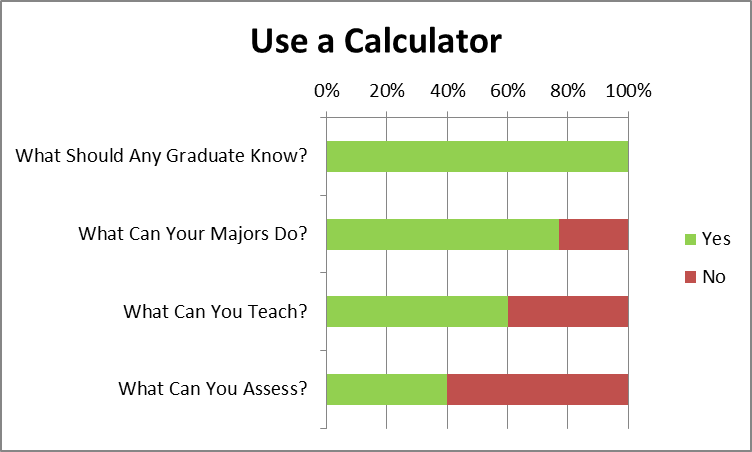 Use a Calculator
0% 20% 40% 60% 80% 100%
What Should Any Graduate Know?
What Can Your Majors Do?
What Can You Teach?
What Can You Assess?
Yes
No